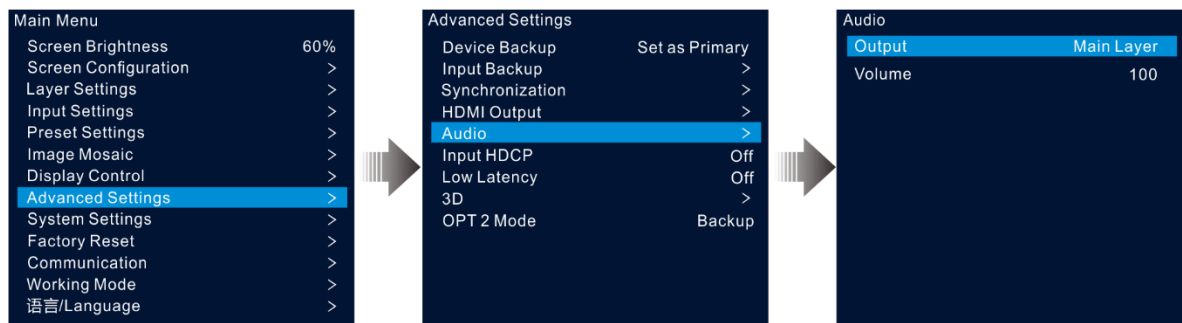 Main Menu
Screen Brightness 60%
Screen Configuration >
Layer Settings >
Input Settings >
Preset Settings >
Image Mosaic >
Display Control >
Advanced Settings >
System Settings >
Factory Reset >
Communication >
Working Mode >
语言/Language >
Advanced Settings
Device Backup Set as Primary
Input Backup >
Synchronization >
HDMI Output >
Audio >
Input HDCP Off
Low Latency Off
3D >
OPT 2 Mode Backup
Audio
Output Main Layer
Volume 100